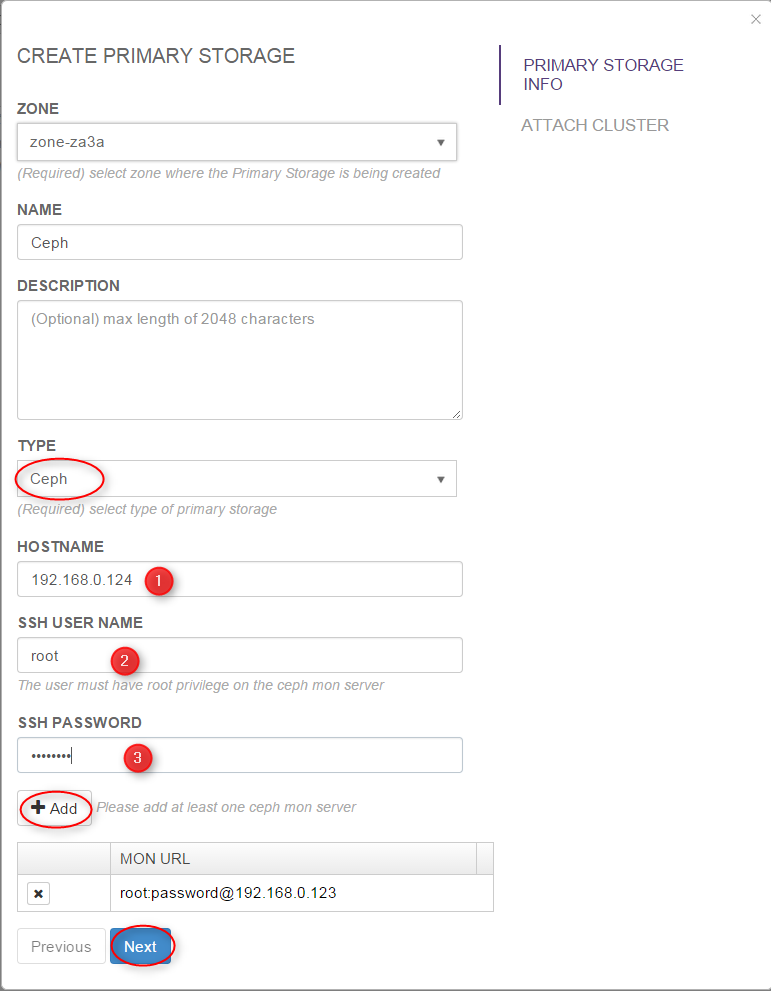 ×
CREATE PRIMARY STORAGE
PRIMARY STORAGE
INFO
ATTACH CLUSTER
ZONE
zone-za3a
(Required) select zone where the Primary Storage is being created
NAME
Ceph
DESCRIPTION
(Optional) max length of 2048 characters
TYPE
Ceph
(Required) select type of primary storage
HOSTNAME
192.168.0.124 1
SSH USER NAME
root 2
The user must have root privilege on the ceph mon server
SSH PASSWORD
•••••••• 3
Add Please add at least one ceph mon server
MON URL
root:password@192.168.0.123
Previous Next